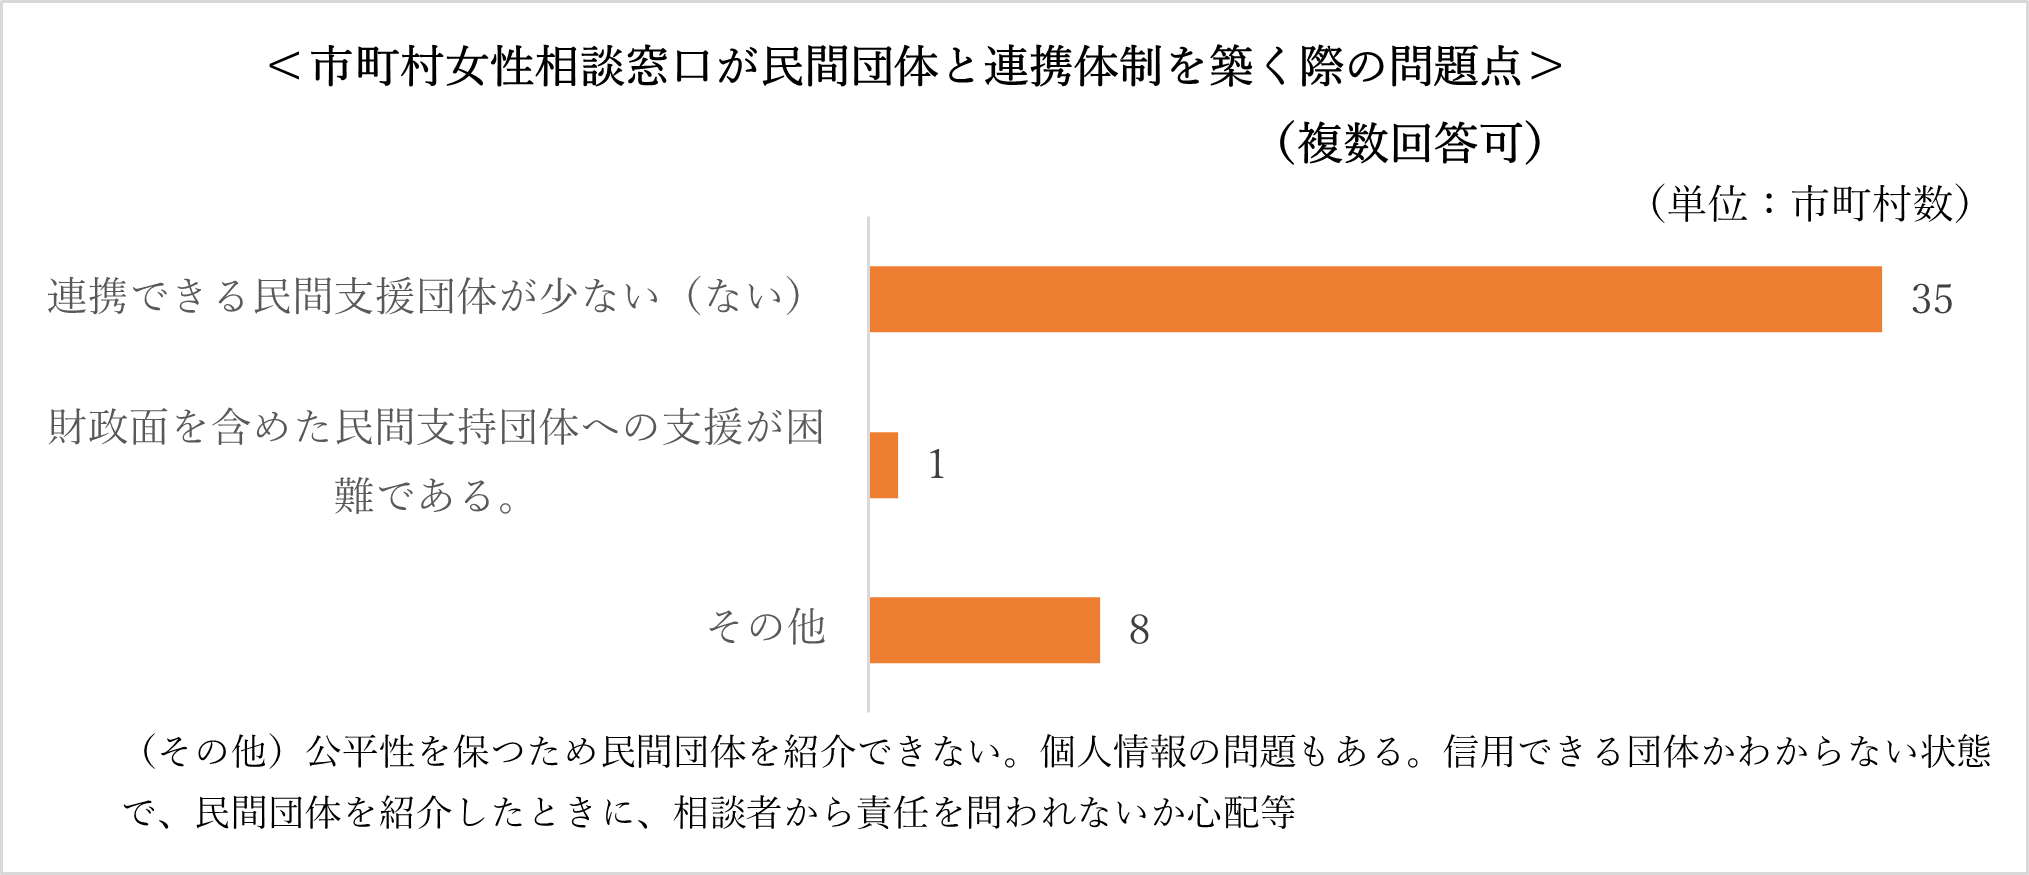 ＜市町村女性相談窓口が民間団体と連携体制を築く際の問題点＞
（複数回答可）
（単位：市町村数）
連携できる民間支援団体が少ない（ない）
35
財政面を含めた民間支持団体への支援が困
難である。
1
その他
8
（その他）公平性を保つため民間団体を紹介できない。個人情報の問題もある。信用できる団体かわからない状態
で、民間団体を紹介したときに、相談者から責任を問われないか心配等